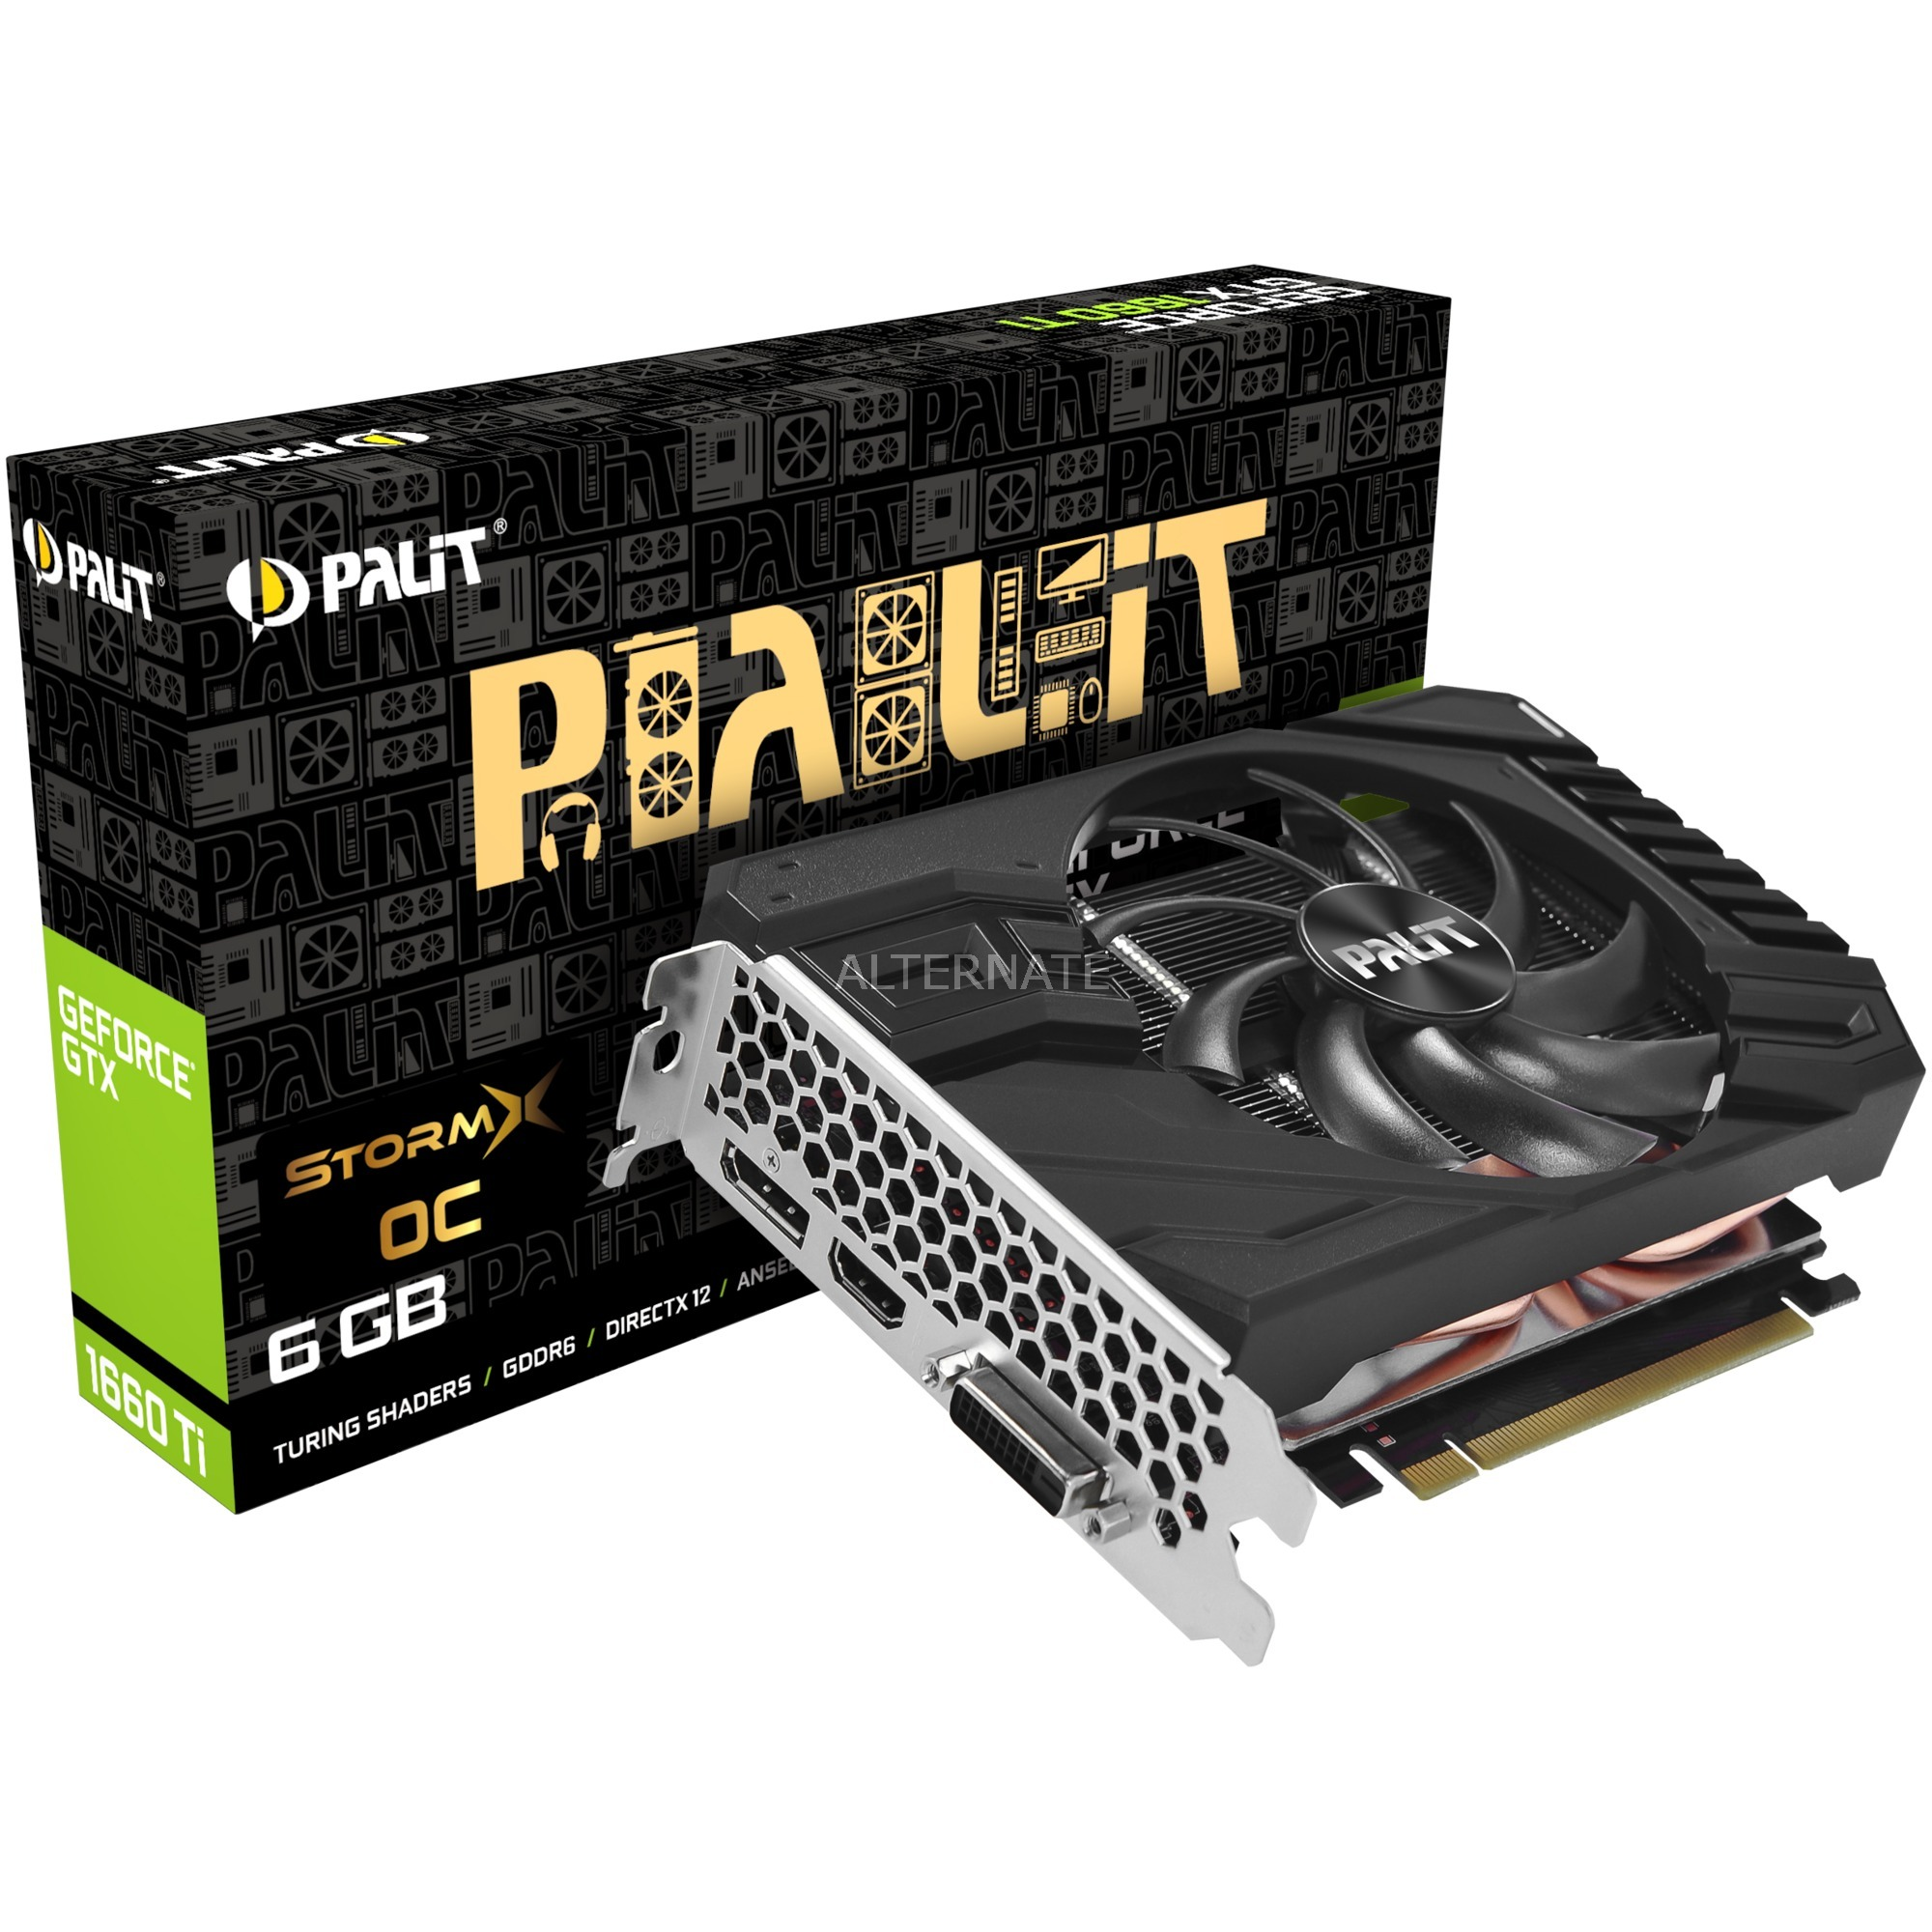 GEFORCE
GTX 1660 Ti
PALiT
PALiT®
PALiT®
PALiT
GEFORCE®
GTX
1660 Ti
STORMX
OC
6 GB
TURING SHADERS / GDDR6 / DIRECTX 12 /
PALiT
ALTERNATE